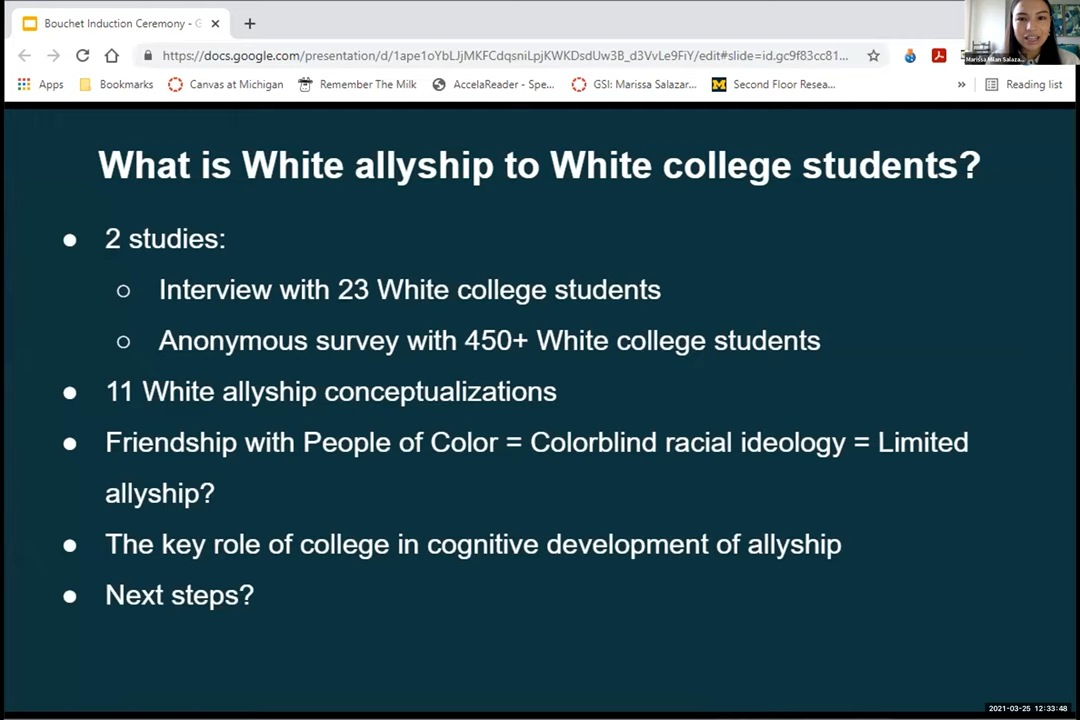 Bouchet Induction Ceremony - G
https://docs.google.com/presentation/d/1ape1oYbLJjMKFCdqsniLpjKWKDsdUw3B_d3VvLe9FiY/edit#slide=id.gc9f83cc81...
Marissa Milan Salaza...
Apps Bookmarks Canvas at Michigan Remember The Milk AccelaReader - Spe... GSI: Marissa Salazar... Second Floor Resea... » Reading list
What is White allyship to White college students?
● 2 studies:
○ Interview with 23 White college students
○ Anonymous survey with 450+ White college students
● 11 White allyship conceptualizations
● Friendship with People of Color = Colorblind racial ideology = Limited
allyship?
● The key role of college in cognitive development of allyship
● Next steps?
2021-03-25 12:33:48